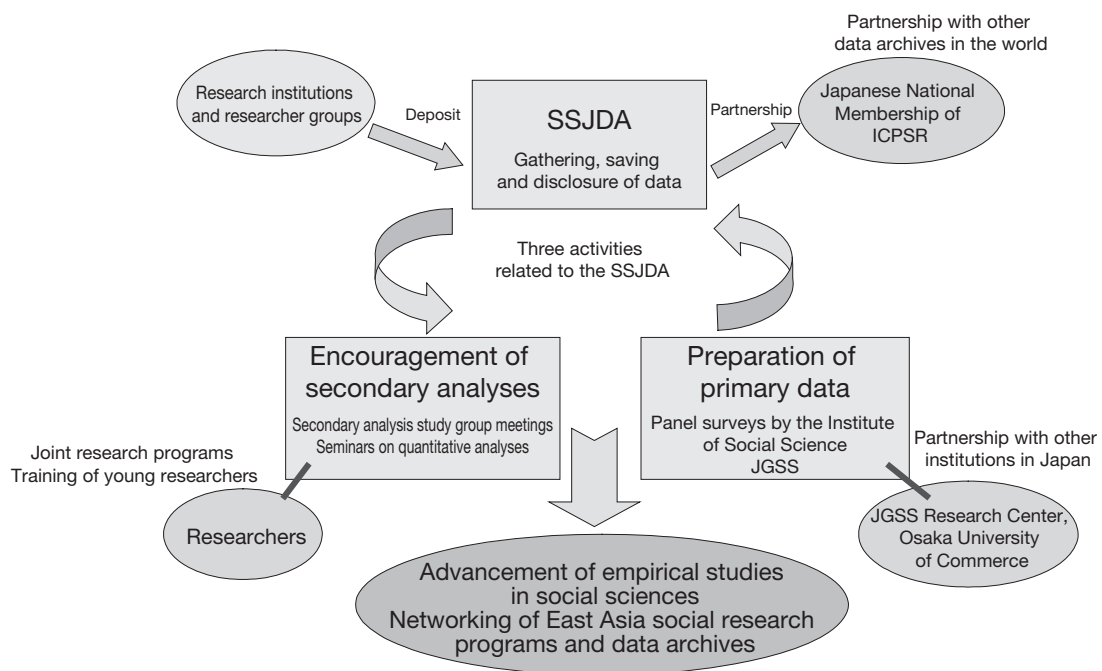 Partnership with other
data archives in the world
Research institutions
and researcher groups
Deposit
SSJDA
Gathering, saving
and disclosure of data
Partnership
Japanese National
Membership of
ICPSR
Three activities
related to the SSJDA
Encouragement of
secondary analyses
Secondary analysis study group meetings
Seminars on quantitative analyses
Preparation of
primary data
Panel surveys by the Institute
of Social Science
JGSS
Joint research programs
Training of young researchers
Researchers
Partnership with other
institutions in Japan
JGSS Research Center,
Osaka University
of Commerce
Advancement of empirical studies
in social sciences
Networking of East Asia social research
programs and data archives